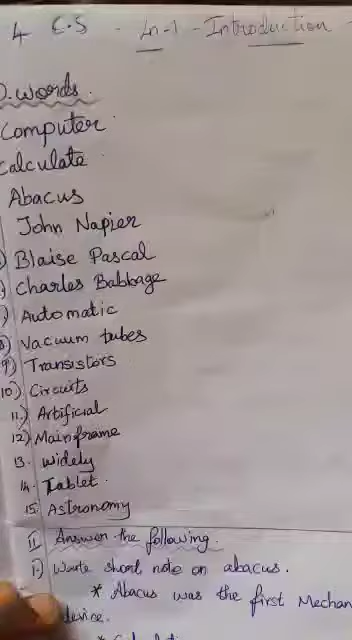 4 C.S - Ln-1 - Introduction -
D. words.
Computer
Calculate
Abacus
John Napier
) Blaise Pascal
) Charles Babbage
) Automatic
8) Vacuum tubes
9) Transistors
10) Circuits
11.) Artificial
12) Mainframe
13. Widely
14. Tablet.
15. Astronomy
II Answer the following.
1) Write short note on abacus.
* Abacus was the first Mechan
device.